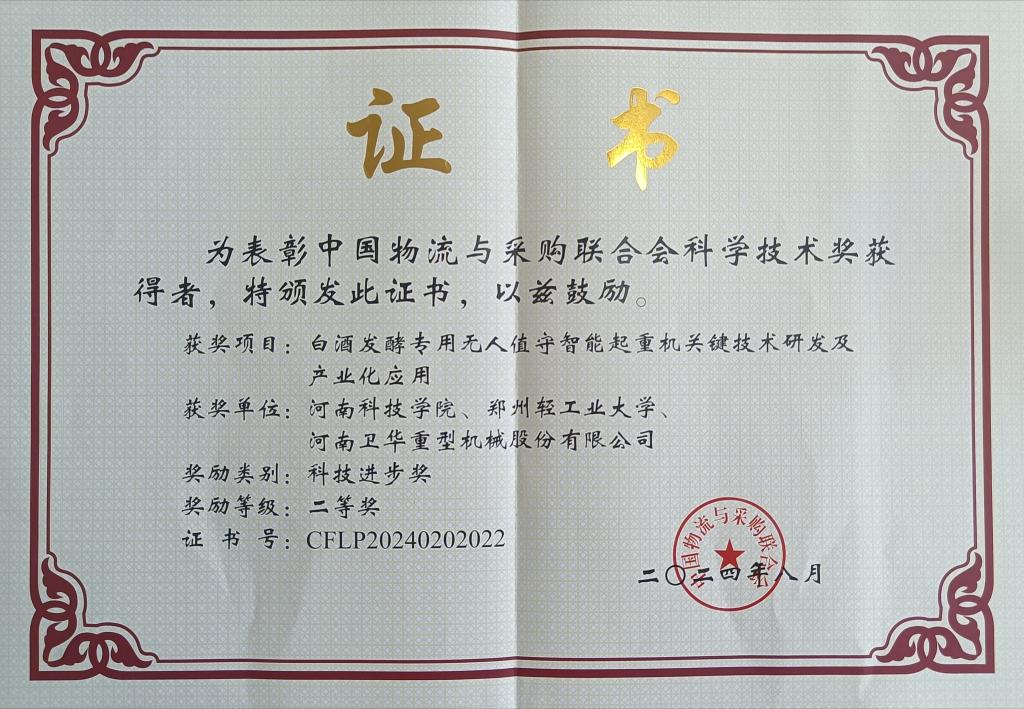 证书
为表彰中国物流与采购联合会科学技术奖获
得者，特颁发此证书，以兹鼓励。
获奖项目：白酒发酵专用无人值守智能起重机关键技术研发及
产业化应用
获奖单位：河南科技学院、郑州轻工业大学、
河南卫华重型机械股份有限公司
奖励类别：科技进步奖
奖励等级：二等奖
证书号：CFLP20240202022
中国物流与采购联合会
二〇二四年八月